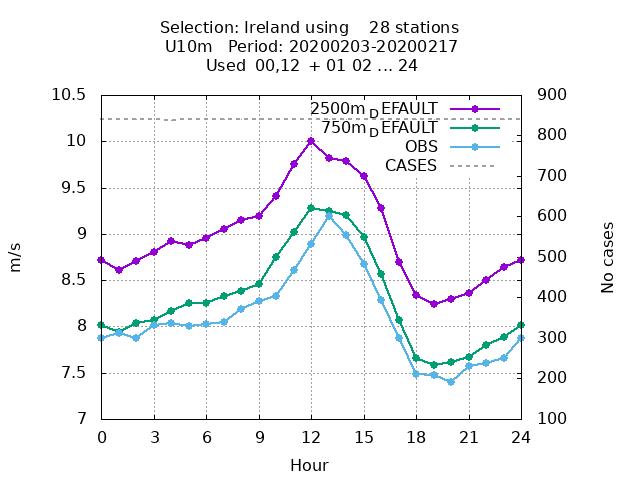 Selection: Ireland using    28 stations
U10m   Period: 20200203-20200217
Used  00,12  + 01 02 ... 24
10.5
10
9.5
9
8.5
8
7.5
7
900
800
700
600
500
400
300
200
100
2500m_DEFAULT
750m_DEFAULT
OBS
CASES
m/s
No cases
0 3 6 9 12 15 18 21 24
Hour